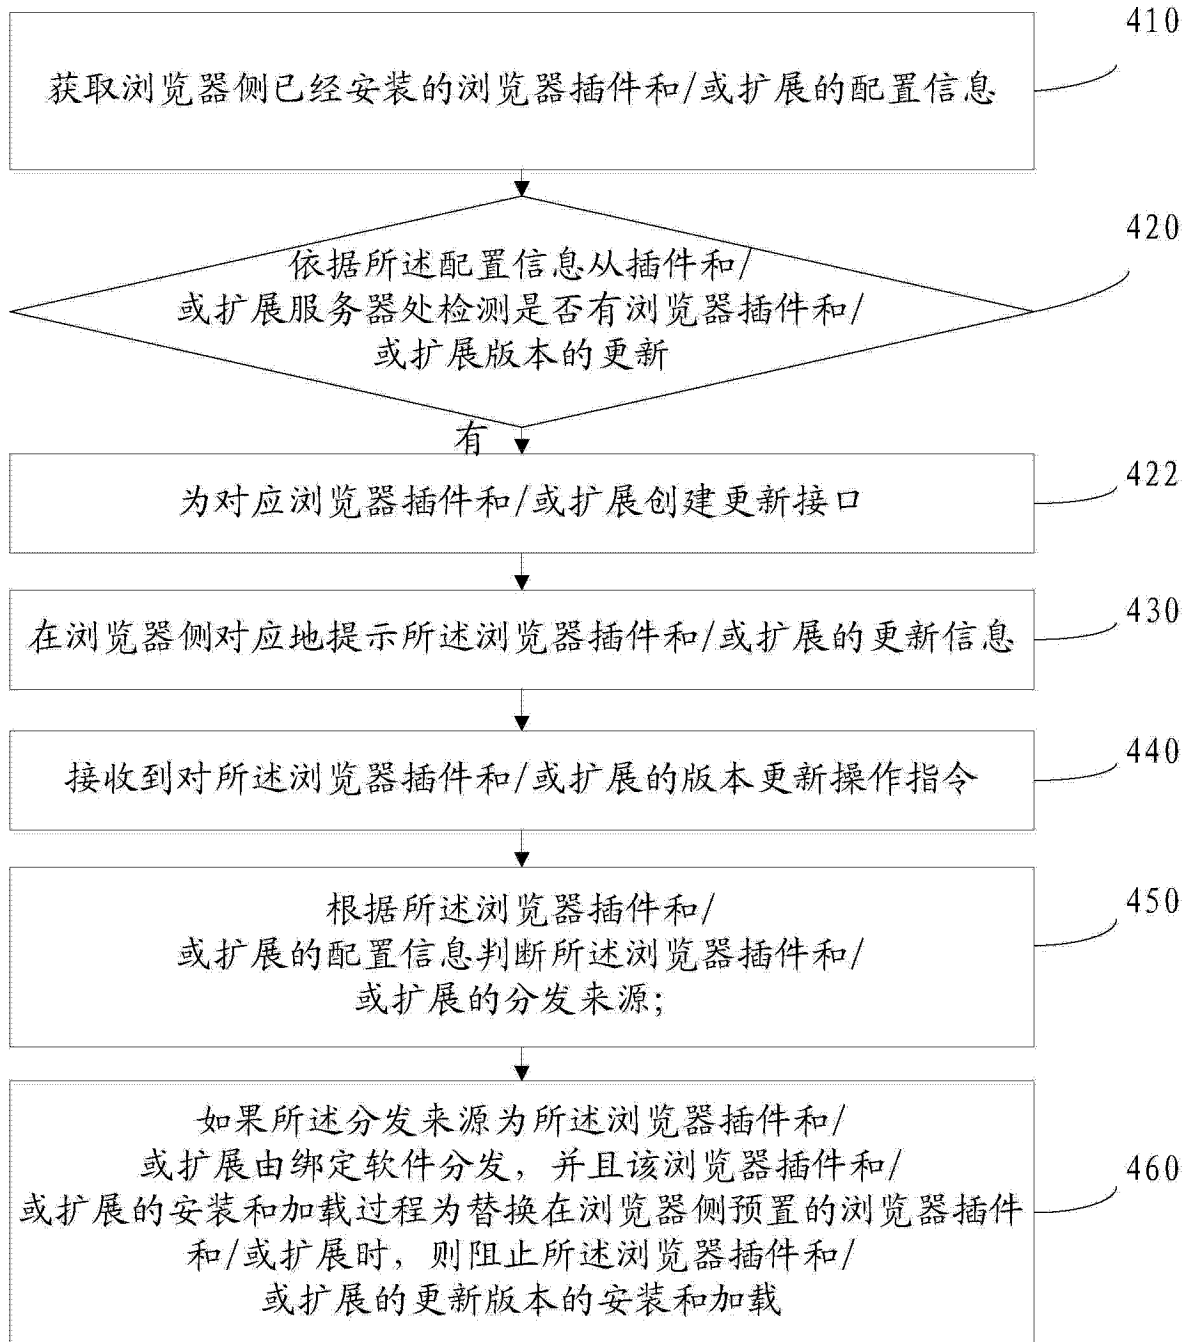 410
获取浏览器侧已经安装的浏览器插件和/或扩展的配置信息
420
依据所述配置信息从插件和/
或扩展服务器处检测是否有浏览器插件和/
或扩展版本的更新
有
422
为对应浏览器插件和/或扩展创建更新接口
430
在浏览器侧对应地提示所述浏览器插件和/或扩展的更新信息
440
接收到对所述浏览器插件和/或扩展的版本更新操作指令
450
根据所述浏览器插件和/
或扩展的配置信息判断所述浏览器插件和/
或扩展的分发来源;
460
如果所述分发来源为所述浏览器插件和/
或扩展由绑定软件分发，并且该浏览器插件和/
或扩展的安装和加载过程为替换在浏览器侧预置的浏览器插件
和/或扩展时，则阻止所述浏览器插件和/
或扩展的更新版本的安装和加载